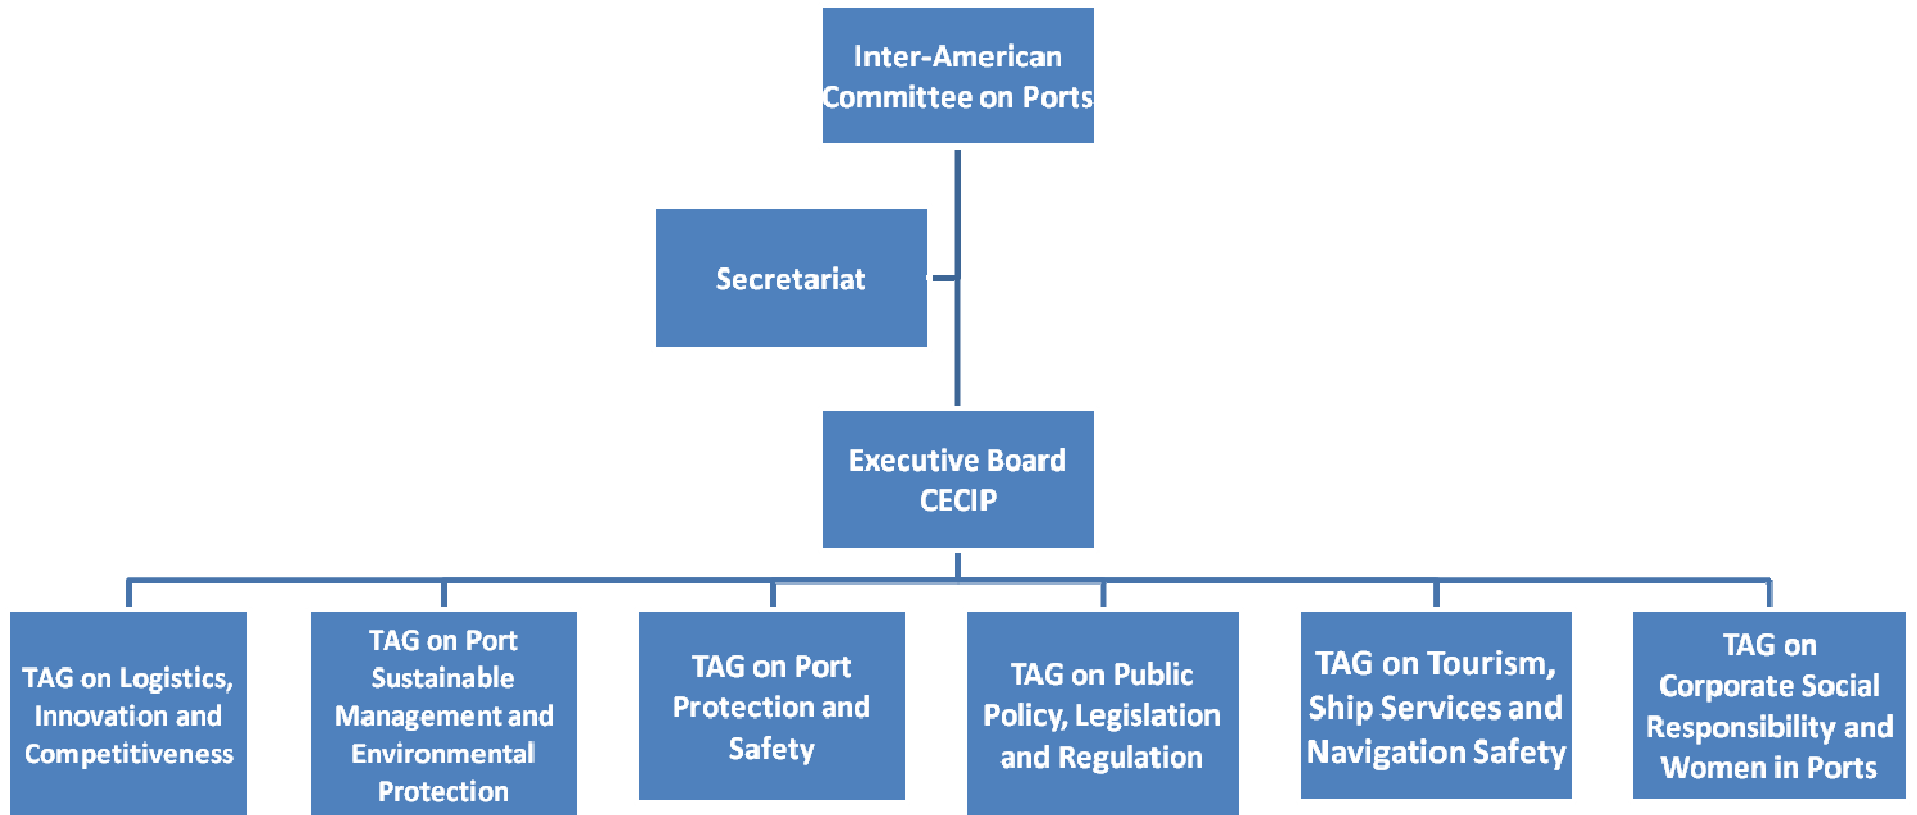 Inter-American
Committee on Ports
Secretariat
Executive Board
CECIP
TAG on Logistics,
Innovation and
Competitiveness
TAG on Port
Sustainable
Management and
Environmental
Protection
TAG on Port
Protection and
Safety
TAG on Public
Policy, Legislation
and Regulation
TAG on Tourism,
Ship Services and
Navigation Safety
TAG on
Corporate Social
Responsibility and
Women in Ports